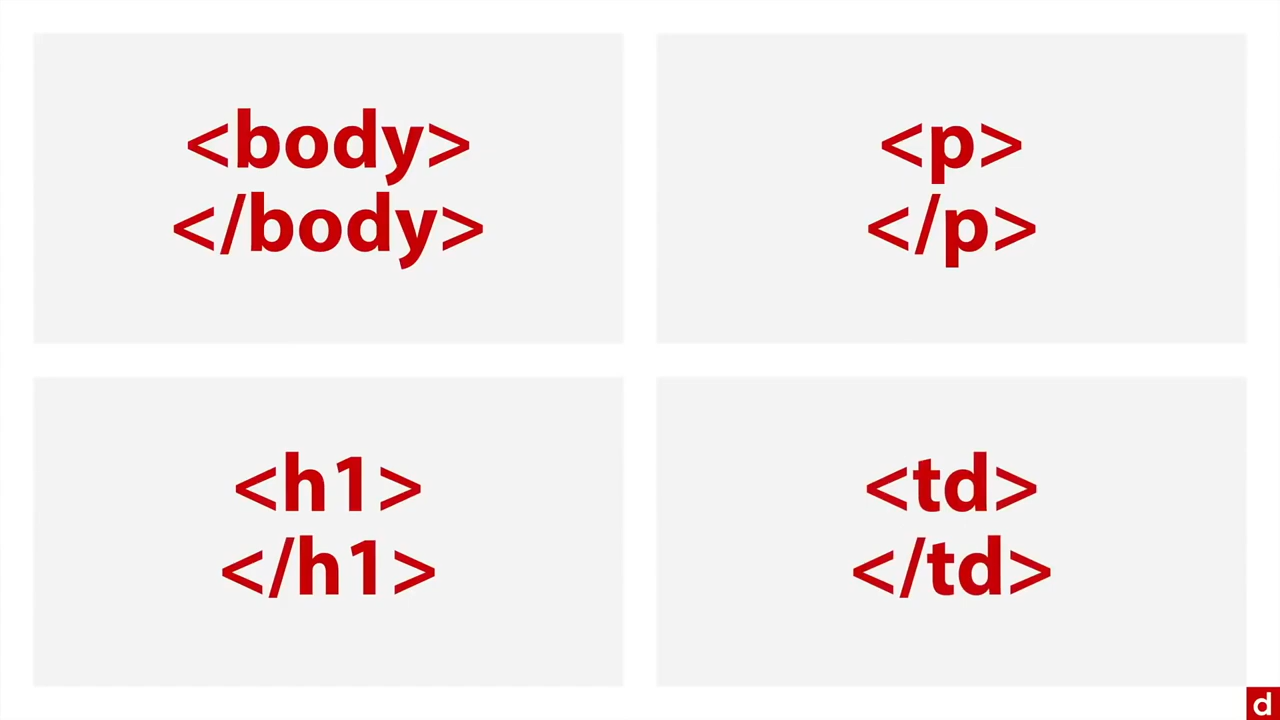 <body>
</body>
<p>
</p>
<h1>
</h1>
<td>
</td>
d